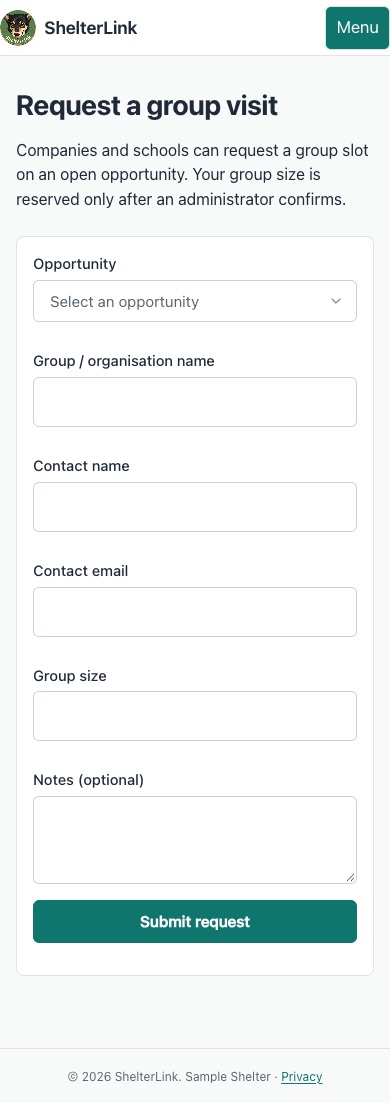 ShelterLink
Menu
Request a group visit
Companies and schools can request a group slot
on an open opportunity. Your group size is
reserved only after an administrator confirms.
Opportunity
Select an opportunity
Group / organisation name
Contact name
Contact email
Group size
Notes (optional)
Submit request
© 2026 ShelterLink. Sample Shelter · Privacy